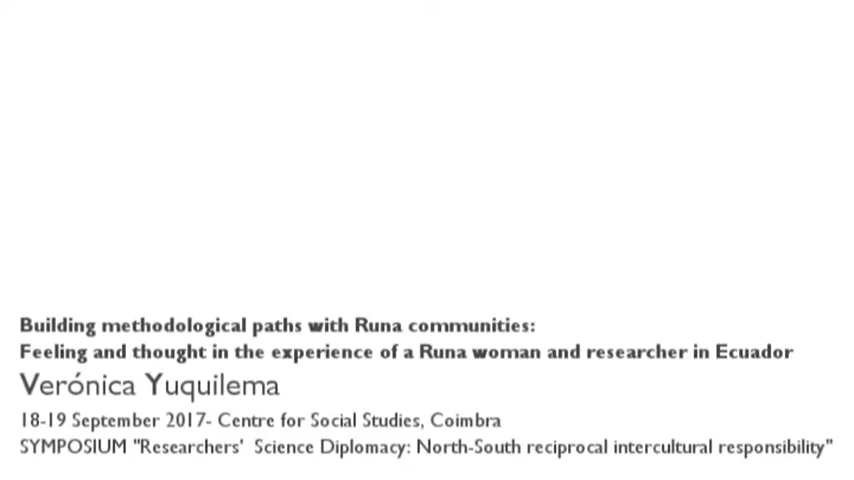 Building methodological paths with Runa communities:
Feeling and thought in the experience of a Runa woman and researcher in Ecuador
Verónica Yuquilema
18-19 September 2017- Centre for Social Studies, Coimbra
SYMPOSIUM "Researchers' Science Diplomacy: North-South reciprocal intercultural responsibility"